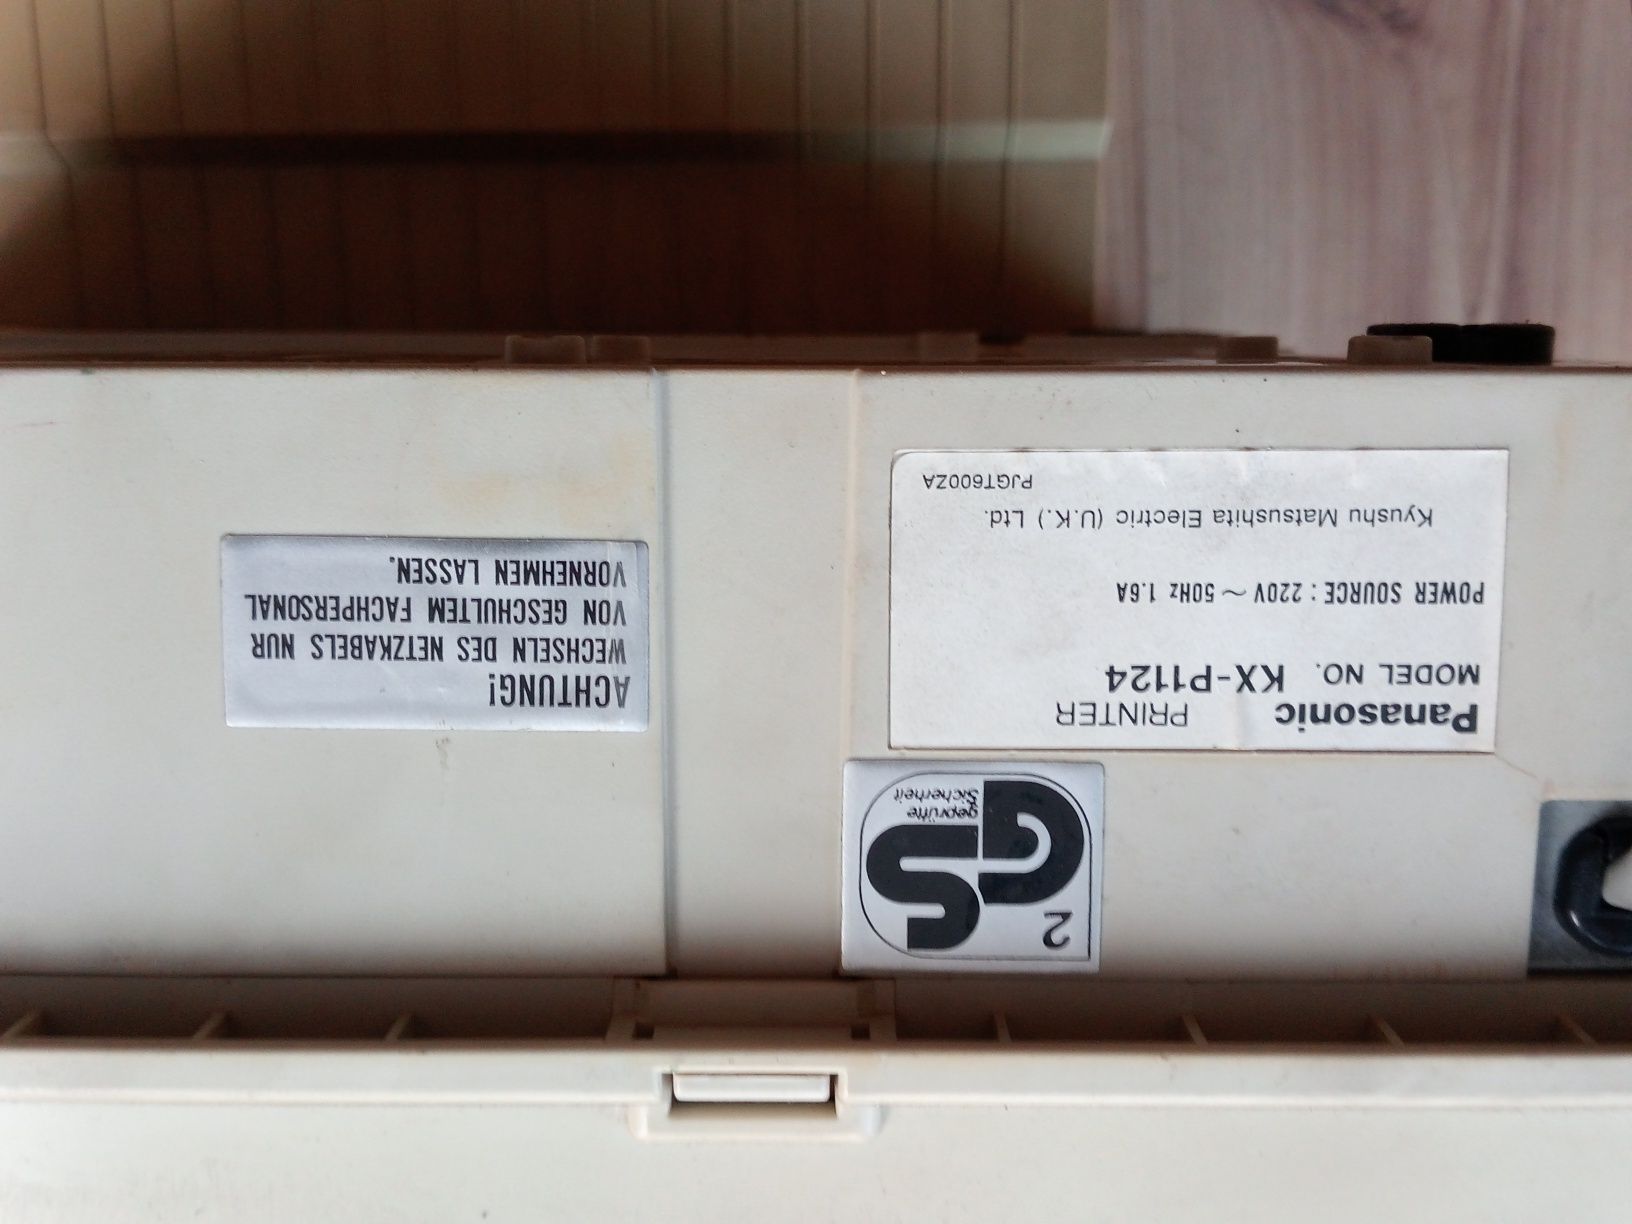 Panasonic PRINTER
MODEL NO. KX-P1124
POWER SOURCE : 220V ~ 50Hz 1.6A
Kyushu Matsushita Electric (U.K.) Ltd.
PJGT600ZA
ACHTUNG!
WECHSELN DES NETZKABELS NUR
VON GESCHULTEM FACHPERSONAL
VORNEHMEN LASSEN.
2
GS
geprüfte
Sicherheit